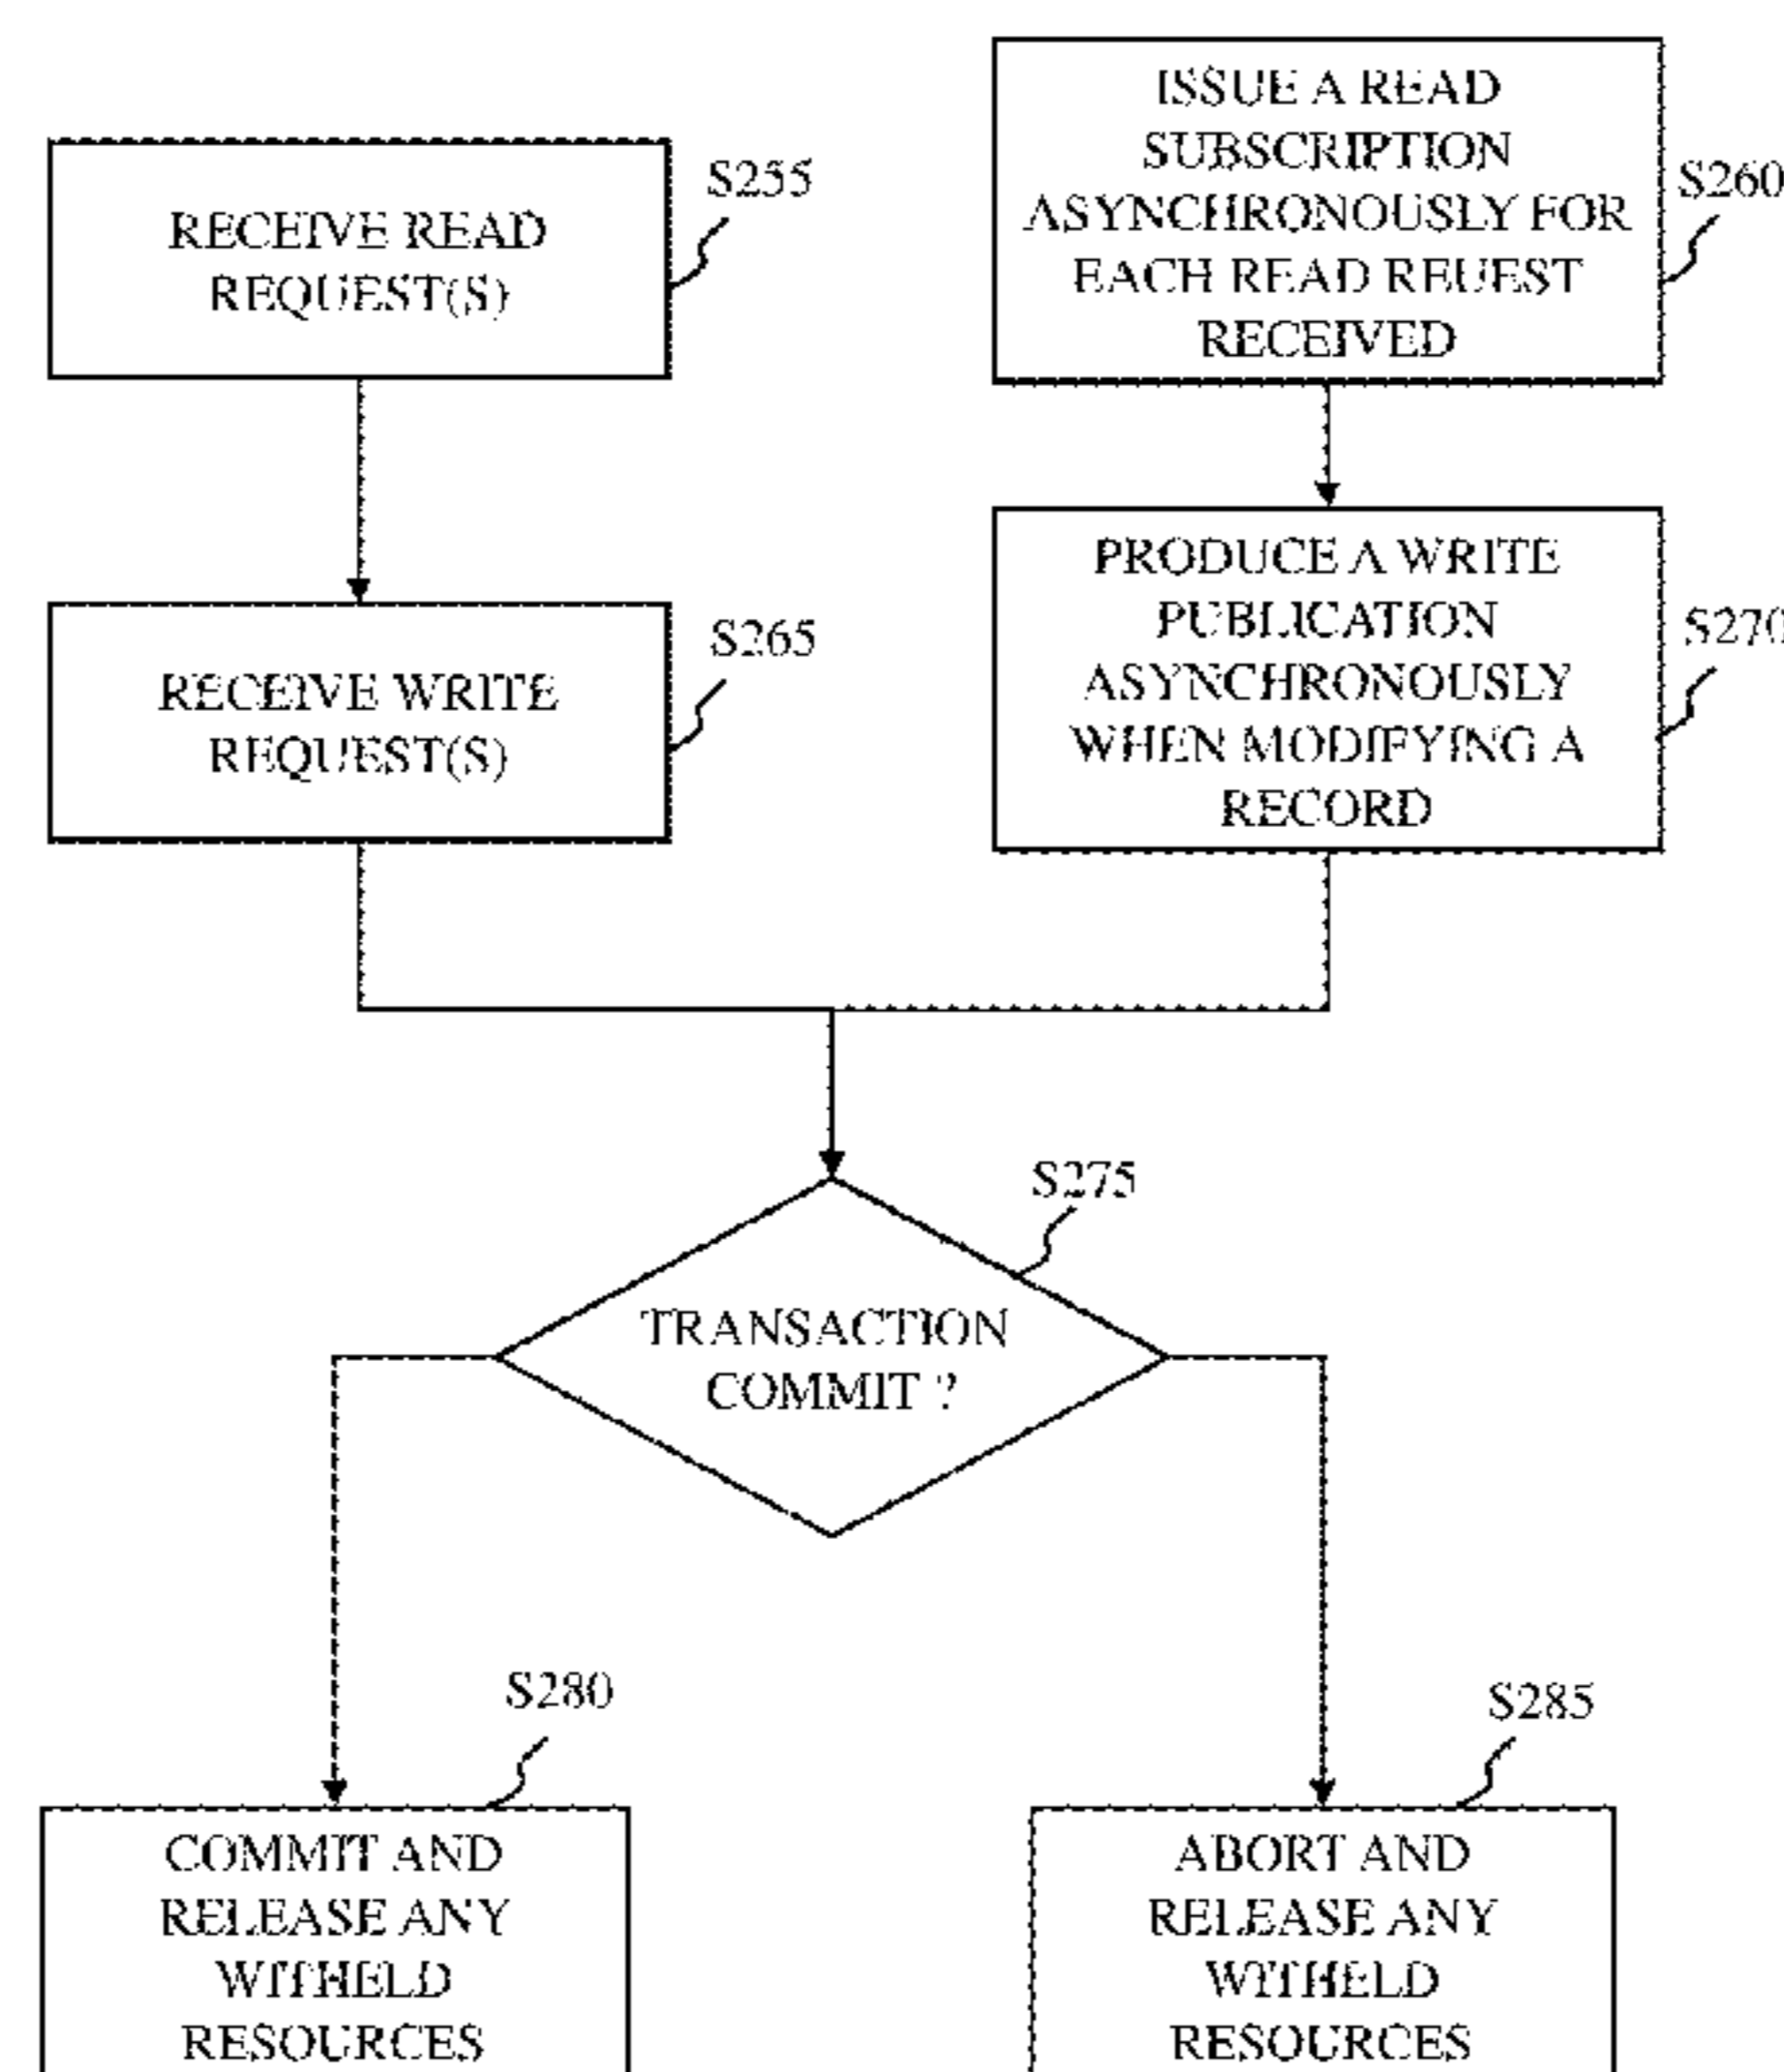 RECEIVE READ
REQUEST(S)
S255
ISSUE A READ
SUBSCRIPTION
ASYNCHRONOUSLY FOR
EACH READ REUEST
RECEIVED
S260
RECEIVE WRITE
REQUEST(S)
S265
PRODUCE A WRITE
PUBLICATION
ASYNCHRONOUSLY
WHEN MODIFYING A
RECORD
S270
S275
TRANSACTION
COMMIT ?
S280
COMMIT AND
RELEASE ANY
WITHELD
RESOURCES
S285
ABORT AND
RELEASE ANY
WITHELD
RESOURCES